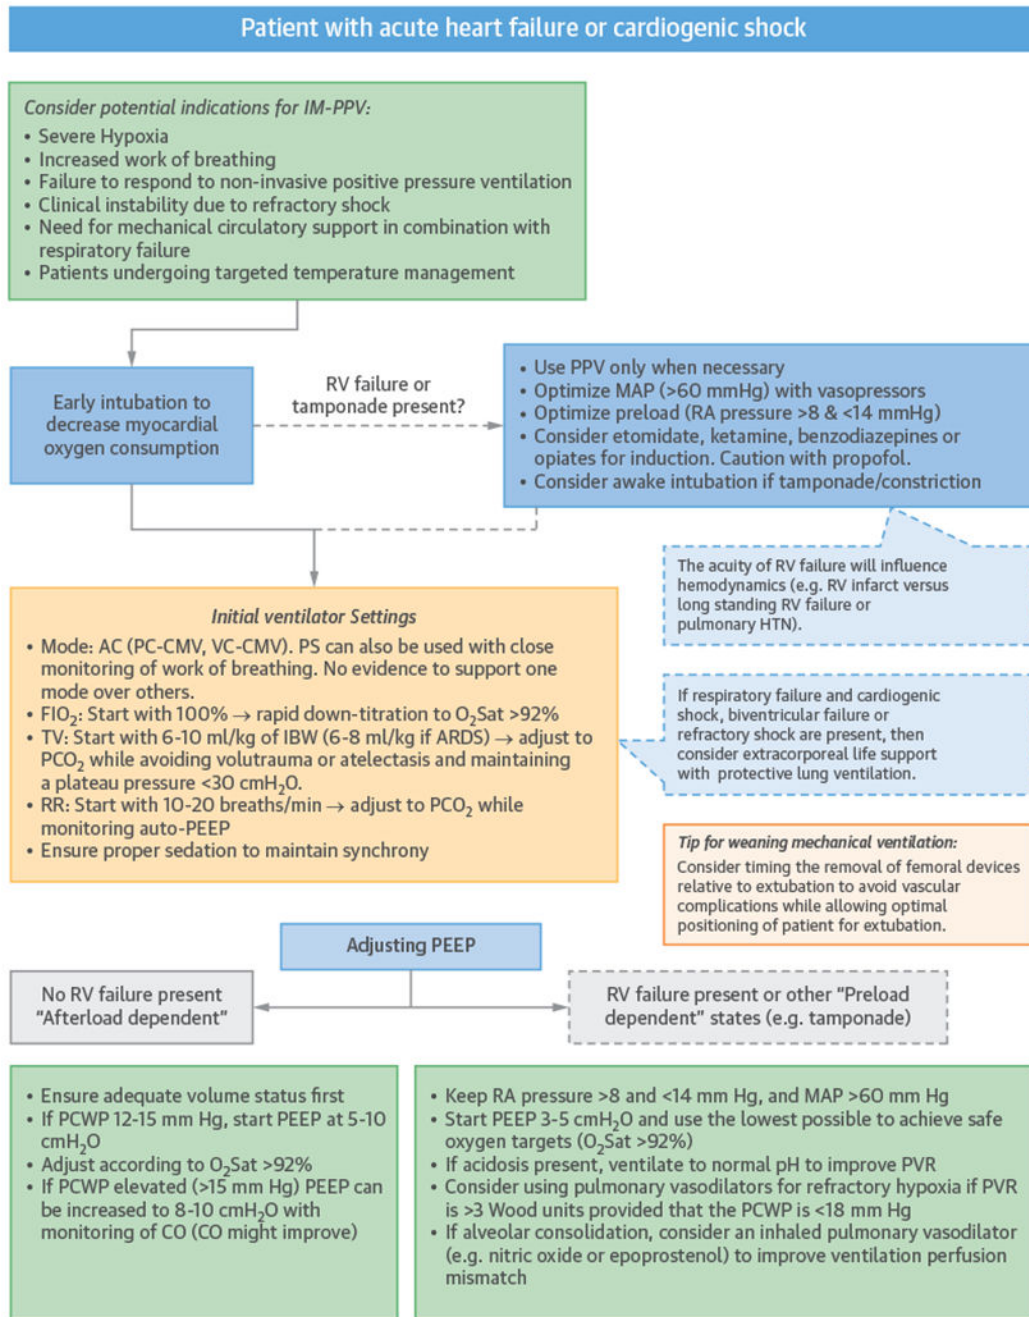 Patient with acute heart failure or cardiogenic shock
Consider potential indications for IM-PPV:
• Severe Hypoxia
• Increased work of breathing
• Failure to respond to non-invasive positive pressure ventilation
• Clinical instability due to refractory shock
• Need for mechanical circulatory support in combination with
respiratory failure
• Patients undergoing targeted temperature management
Early intubation to
decrease myocardial
oxygen consumption
RV failure or
tamponade present?
• Use PPV only when necessary
• Optimize MAP (>60 mmHg) with vasopressors
• Optimize preload (RA pressure >8 & <14 mmHg)
• Consider etomidate, ketamine, benzodiazepines or
opiates for induction. Caution with propofol.
• Consider awake intubation if tamponade/constriction
The acuity of RV failure will influence
hemodynamics (e.g. RV infarct versus
long standing RV failure or
pulmonary HTN).
Initial ventilator Settings
• Mode: AC (PC-CMV, VC-CMV). PS can also be used with close
monitoring of work of breathing. No evidence to support one
mode over others.
• FIO₂: Start with 100% → rapid down-titration to O₂Sat >92%
• TV: Start with 6-10 ml/kg of IBW (6-8 ml/kg if ARDS) → adjust to
PCO₂ while avoiding volutrauma or atelectasis and maintaining
a plateau pressure <30 cmH₂O.
• RR: Start with 10-20 breaths/min → adjust to PCO₂ while
monitoring auto-PEEP
• Ensure proper sedation to maintain synchrony
If respiratory failure and cardiogenic
shock, biventricular failure or
refractory shock are present, then
consider extracorporeal life support
with protective lung ventilation.
Tip for weaning mechanical ventilation:
Consider timing the removal of femoral devices
relative to extubation to avoid vascular
complications while allowing optimal
positioning of patient for extubation.
Adjusting PEEP
No RV failure present
"Afterload dependent"
RV failure present or other "Preload
dependent" states (e.g. tamponade)
• Ensure adequate volume status first
• If PCWP 12-15 mm Hg, start PEEP at 5-10
cmH₂O
• Adjust according to O₂Sat >92%
• If PCWP elevated (>15 mm Hg) PEEP can
be increased to 8-10 cmH₂O with
monitoring of CO (CO might improve)
• Keep RA pressure >8 and <14 mm Hg, and MAP >60 mm Hg
• Start PEEP 3-5 cmH₂O and use the lowest possible to achieve safe
oxygen targets (O₂Sat >92%)
• If acidosis present, ventilate to normal pH to improve PVR
• Consider using pulmonary vasodilators for refractory hypoxia if PVR
is >3 Wood units provided that the PCWP is <18 mm Hg
• If alveolar consolidation, consider an inhaled pulmonary vasodilator
(e.g. nitric oxide or epoprostenol) to improve ventilation perfusion
mismatch